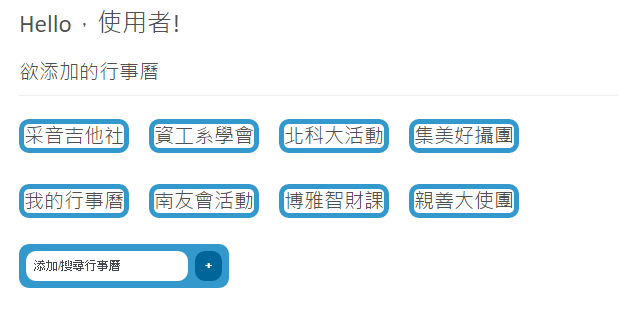 Hello，使用者!
欲添加的行事曆
采音吉他社 資工系學會 北科大活動 集美好攝團
我的行事曆 南友會活動 博雅智財課 親善大使團
添加/搜尋行事曆 +